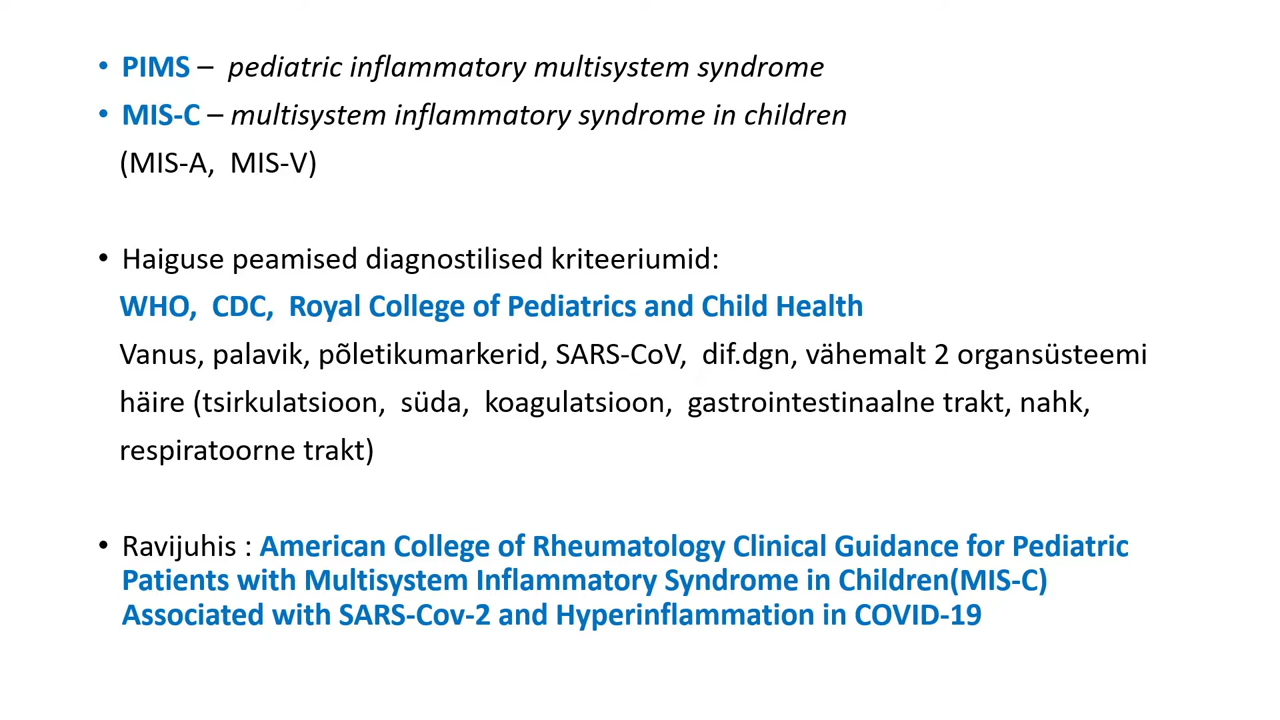 • PIMS – pediatric inflammatory multisystem syndrome
• MIS-C – multisystem inflammatory syndrome in children
(MIS-A, MIS-V)
• Haiguse peamised diagnostilised kriteeriumid:
WHO, CDC, Royal College of Pediatrics and Child Health
Vanus, palavik, põletikumarkerid, SARS-CoV, dif.dgn, vähemalt 2 organsüsteemi
häire (tsirkulatsioon, süda, koagulatsioon, gastrointestinaalne trakt, nahk,
respiratoorne trakt)
• Ravijuhis : American College of Rheumatology Clinical Guidance for Pediatric
Patients with Multisystem Inflammatory Syndrome in Children(MIS-C)
Associated with SARS-Cov-2 and Hyperinflammation in COVID-19